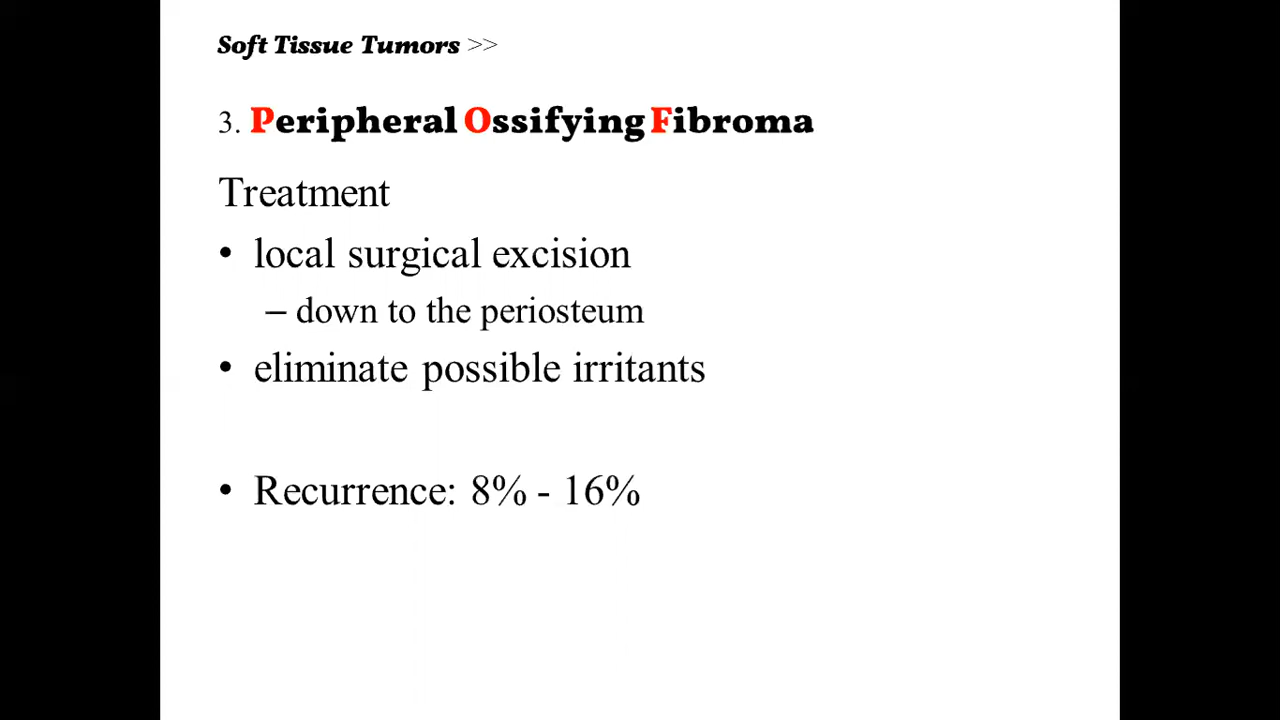 Soft Tissue Tumors >>
3. Peripheral Ossifying Fibroma
Treatment
• local surgical excision
– down to the periosteum
• eliminate possible irritants
• Recurrence: 8% - 16%